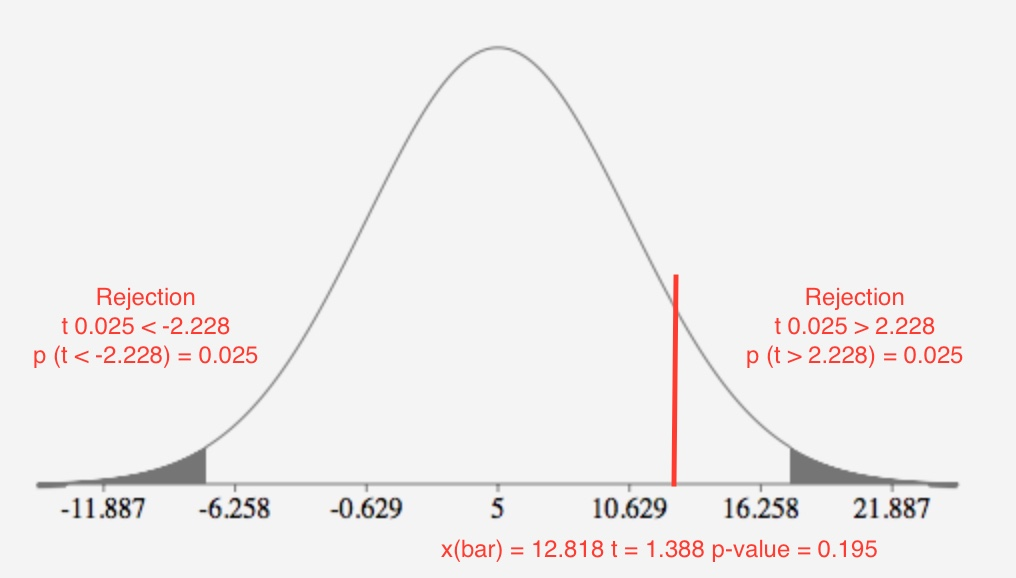 Rejection
t 0.025 < -2.228
p (t < -2.228) = 0.025
Rejection
t 0.025 > 2.228
p (t > 2.228) = 0.025
-11.887 -6.258 -0.629 5 10.629 16.258 21.887
x(bar) = 12.818 t = 1.388 p-value = 0.195